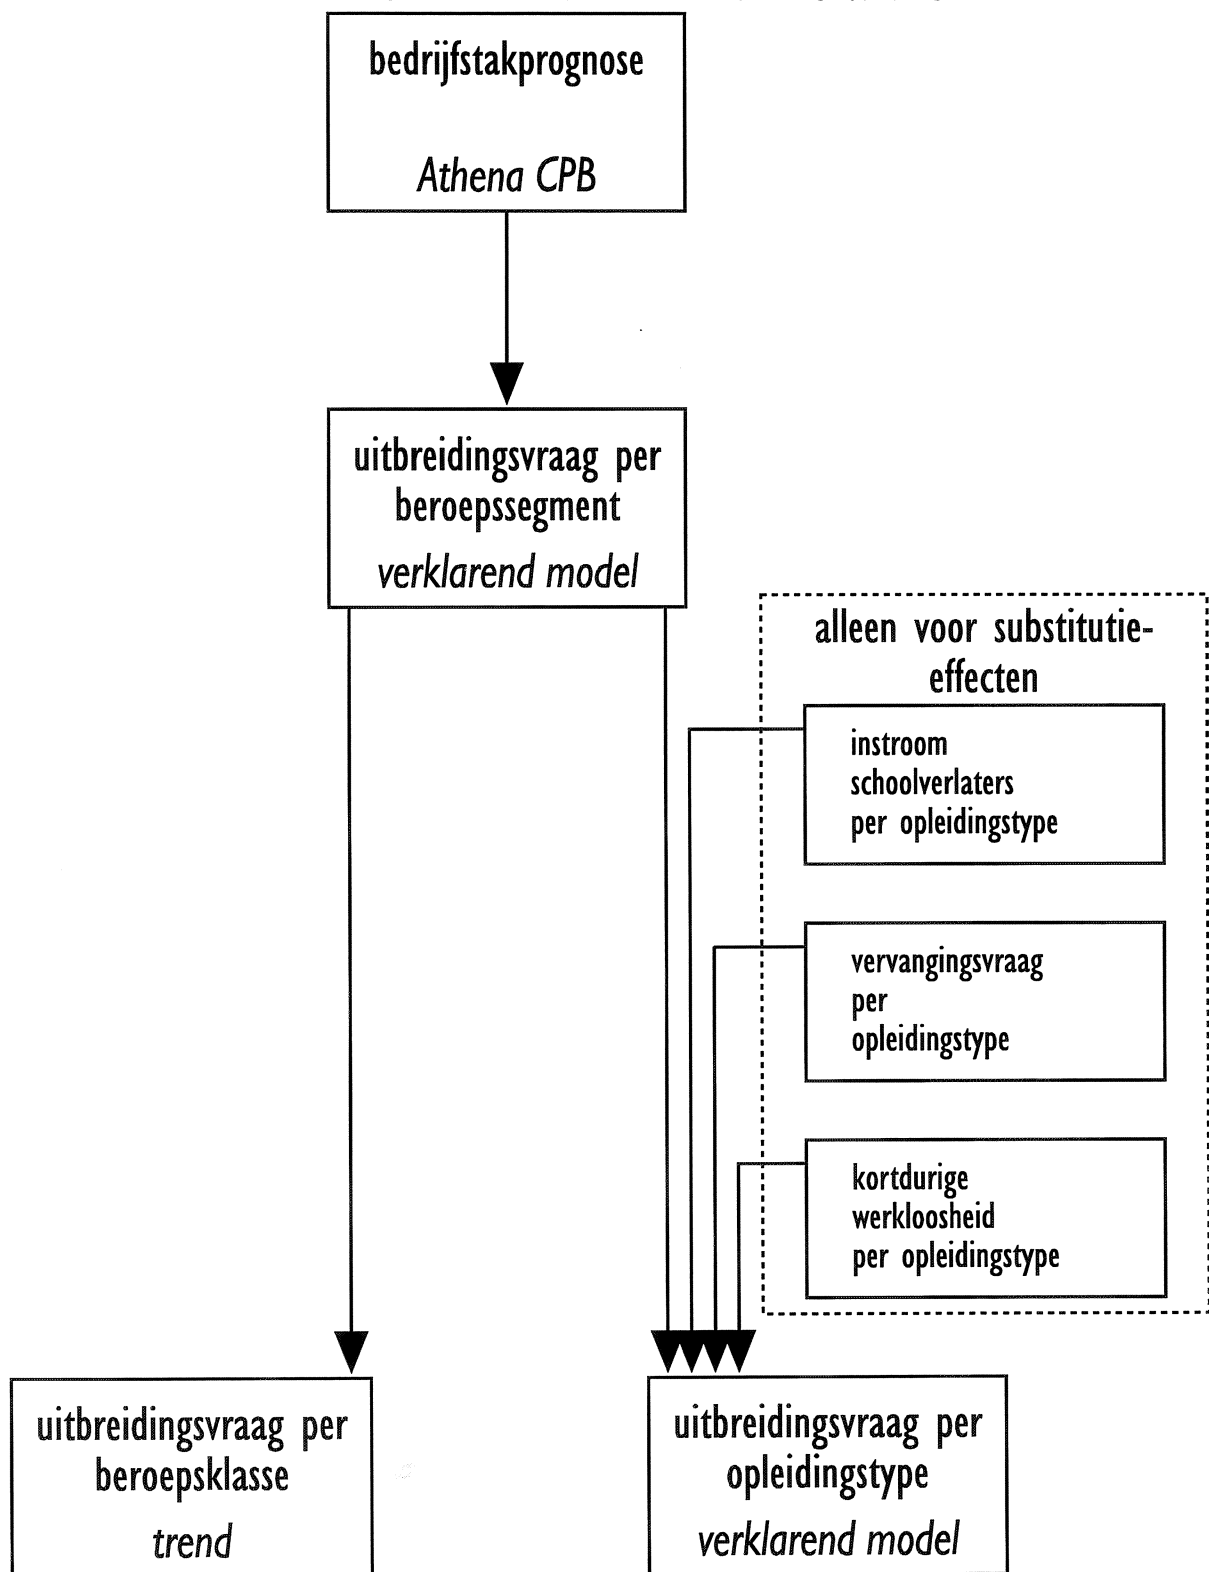 bedrijfstakprognose
Athena CPB
uitbreidingsvraag per
beroepssegment
verklarend model
alleen voor substitutie-
effecten
instroom
schoolverlaters
per opleidingstype
vervangingsvraag
per
opleidingstype
kortdurige
werkloosheid
per opleidingstype
uitbreidingsvraag per
beroepsklasse
trend
uitbreidingsvraag per
opleidingstype
verklarend model